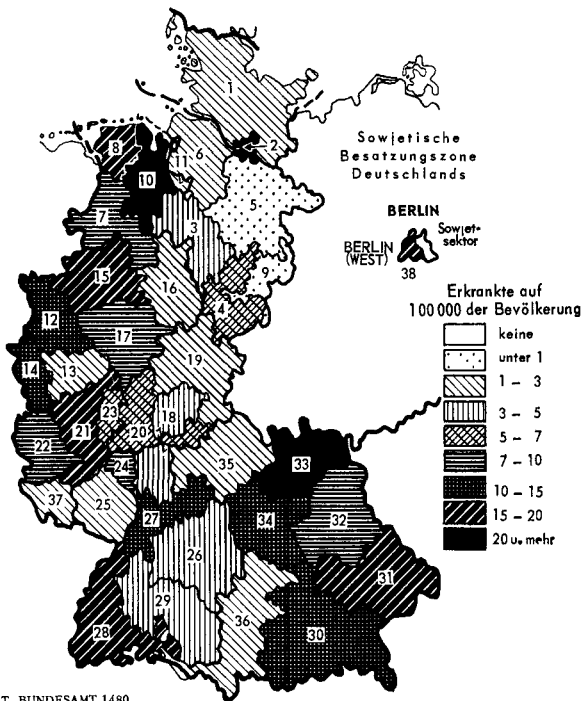 1
2
6
11
8
10
5
7
3
9
15
16
4
12
17
14
13
19
23
18
21
20
22
24
35
33
37
25
27
34
32
26
31
29
28
36
30
Sowjetische
Besatzungszone
Deutschlands
BERLIN
BERLIN
(WEST)
Sowjet-
sektor
38
Erkrankte auf
100 000 der Bevölkerung
keine
unter 1
1 – 3
3 – 5
5 – 7
7 – 10
10 – 15
15 – 20
20 u. mehr
T. BUNDESAMT 1480